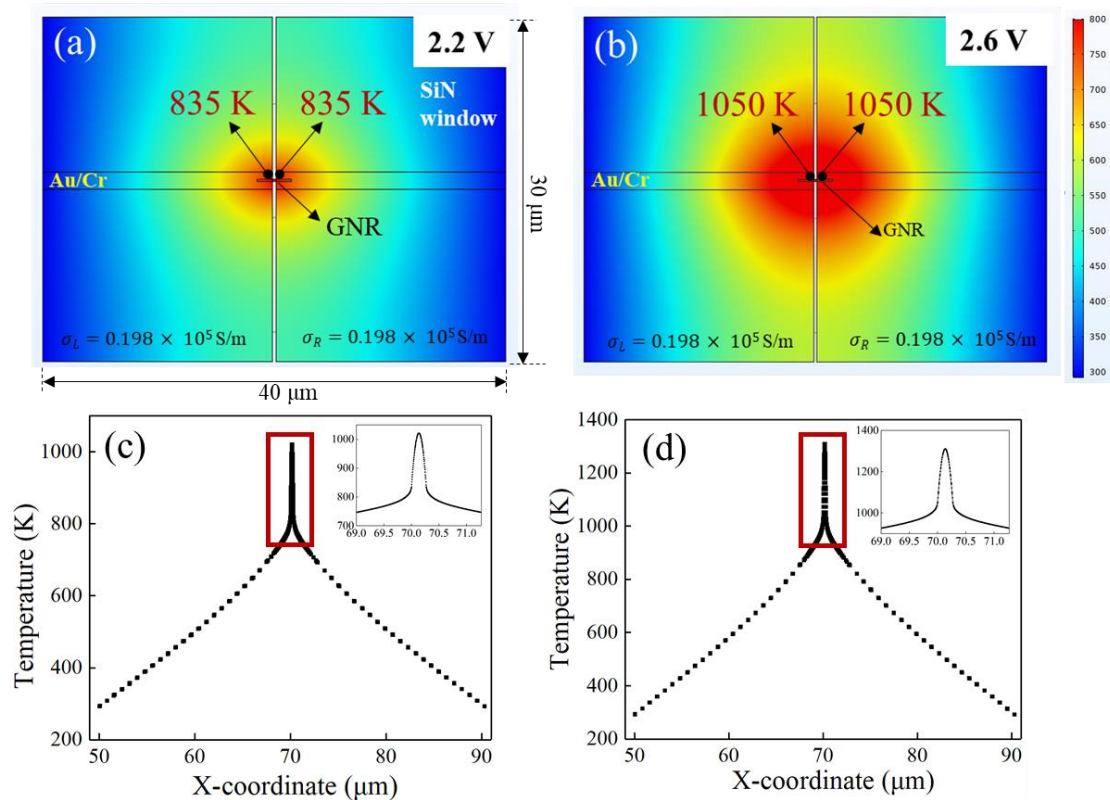 (a)
2.2 V
835 K 835 K
SiN
window
Au/Cr
GNR
σ_L = 0.198 × 10⁵ S/m
σ_R = 0.198 × 10⁵ S/m
40 μm
30 μm
(b)
2.6 V
1050 K 1050 K
Au/Cr
GNR
σ_L = 0.198 × 10⁵ S/m
σ_R = 0.198 × 10⁵ S/m
800
750
700
650
600
550
500
450
400
350
300
(c)
Temperature (K)
1000
800
600
400
200
50 60 70 80 90
X-coordinate (μm)
1000
900
800
700
69.0 69.5 70.0 70.5 71.0
(d)
Temperature (K)
1400
1200
1000
800
600
400
200
50 60 70 80 90
X-coordinate (μm)
1400
1200
1000
69.0 69.5 70.0 70.5 71.0